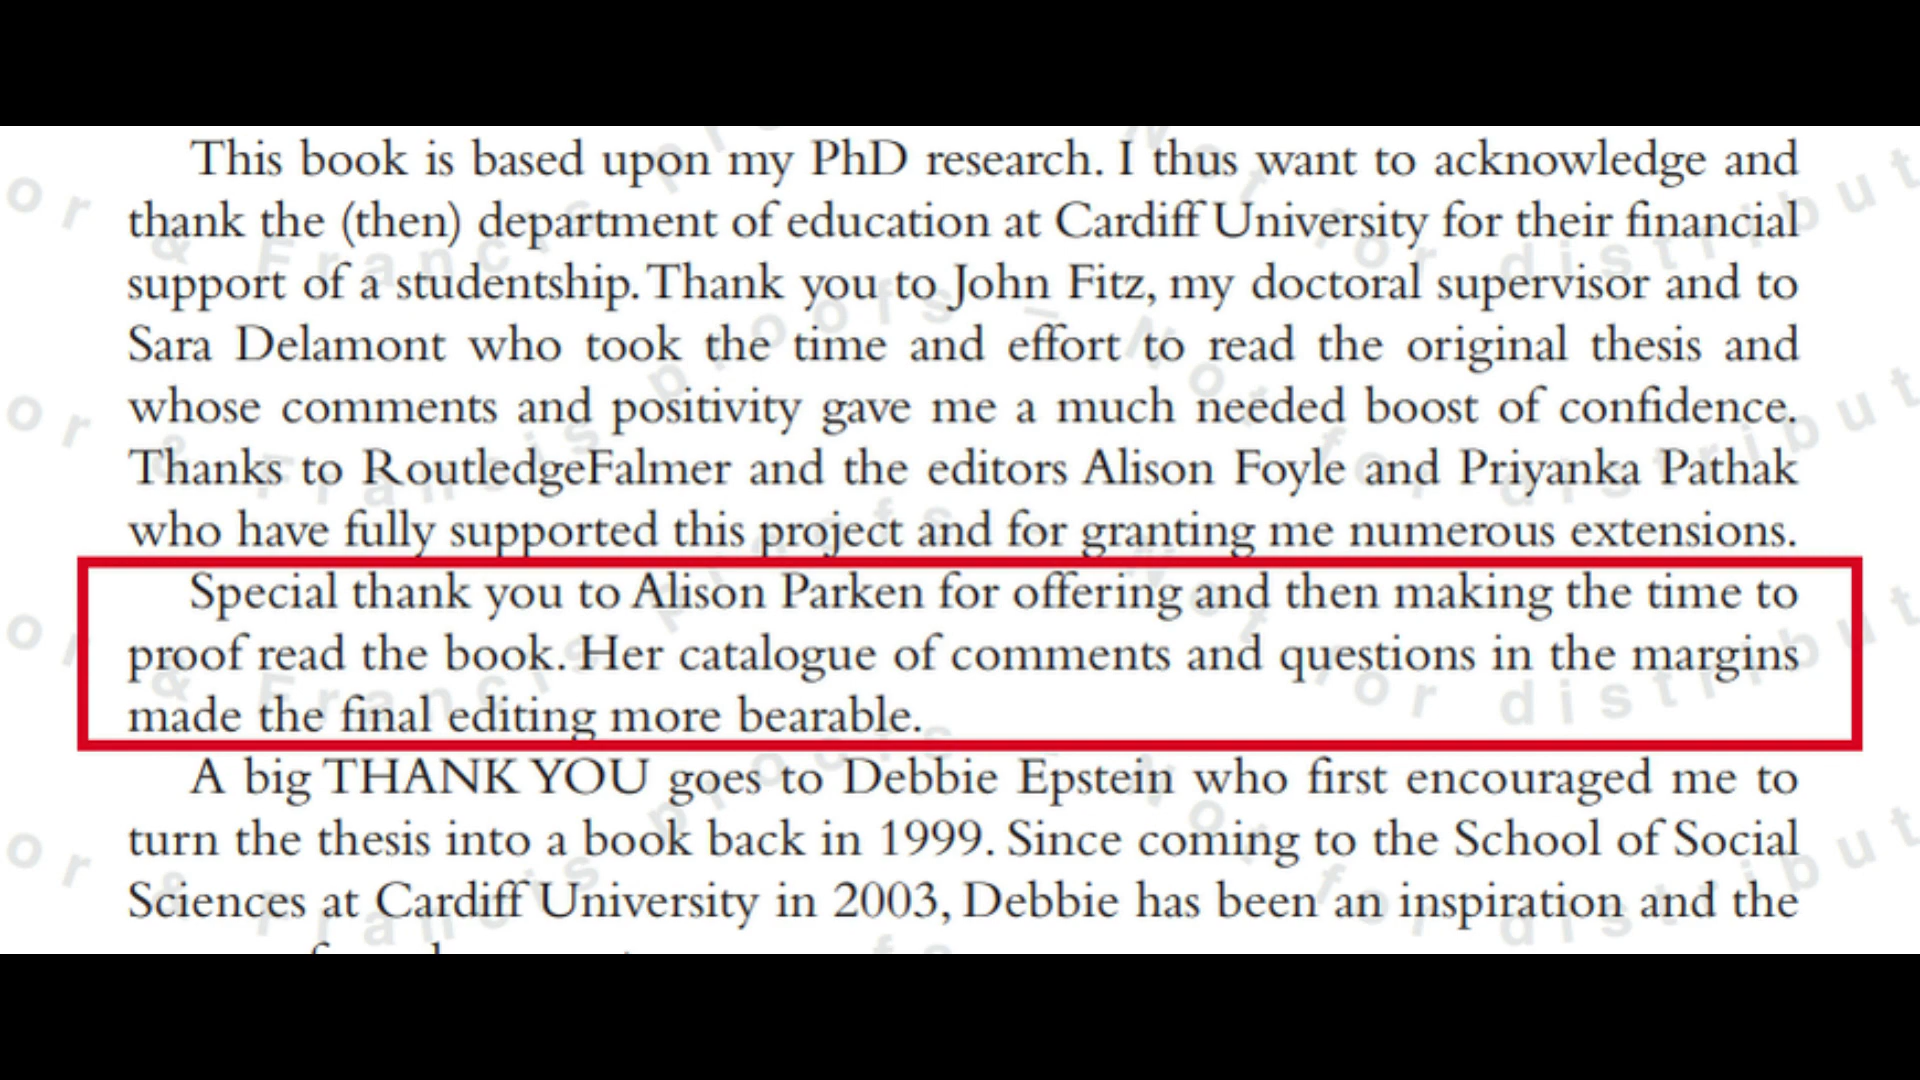 This book is based upon my PhD research. I thus want to acknowledge and
thank the (then) department of education at Cardiff University for their financial
support of a studentship. Thank you to John Fitz, my doctoral supervisor and to
Sara Delamont who took the time and effort to read the original thesis and
whose comments and positivity gave me a much needed boost of confidence.
Thanks to RoutledgeFalmer and the editors Alison Foyle and Priyanka Pathak
who have fully supported this project and for granting me numerous extensions.
Special thank you to Alison Parken for offering and then making the time to
proof read the book. Her catalogue of comments and questions in the margins
made the final editing more bearable.
A big THANK YOU goes to Debbie Epstein who first encouraged me to
turn the thesis into a book back in 1999. Since coming to the School of Social
Sciences at Cardiff University in 2003, Debbie has been an inspiration and the